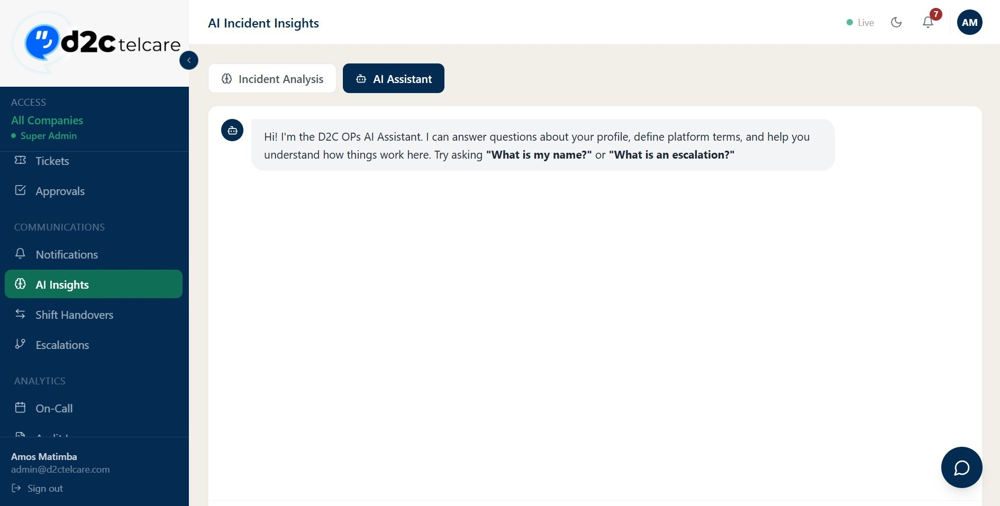 d2c telcare
AI Incident Insights
Live
7
AM
Incident Analysis
AI Assistant
ACCESS
All Companies
Super Admin
Tickets
Approvals
COMMUNICATIONS
Notifications
AI Insights
Shift Handovers
Escalations
ANALYTICS
On-Call
Amos Matimba
admin@d2ctelcare.com
Sign out
Hi! I'm the D2C OPs AI Assistant. I can answer questions about your profile, define platform terms, and help you
understand how things work here. Try asking "What is my name?" or "What is an escalation?"